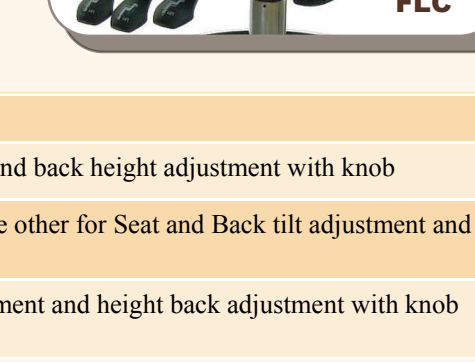 FLC
nd back height adjustment with knob
e other for Seat and Back tilt adjustment and
ment and height back adjustment with knob